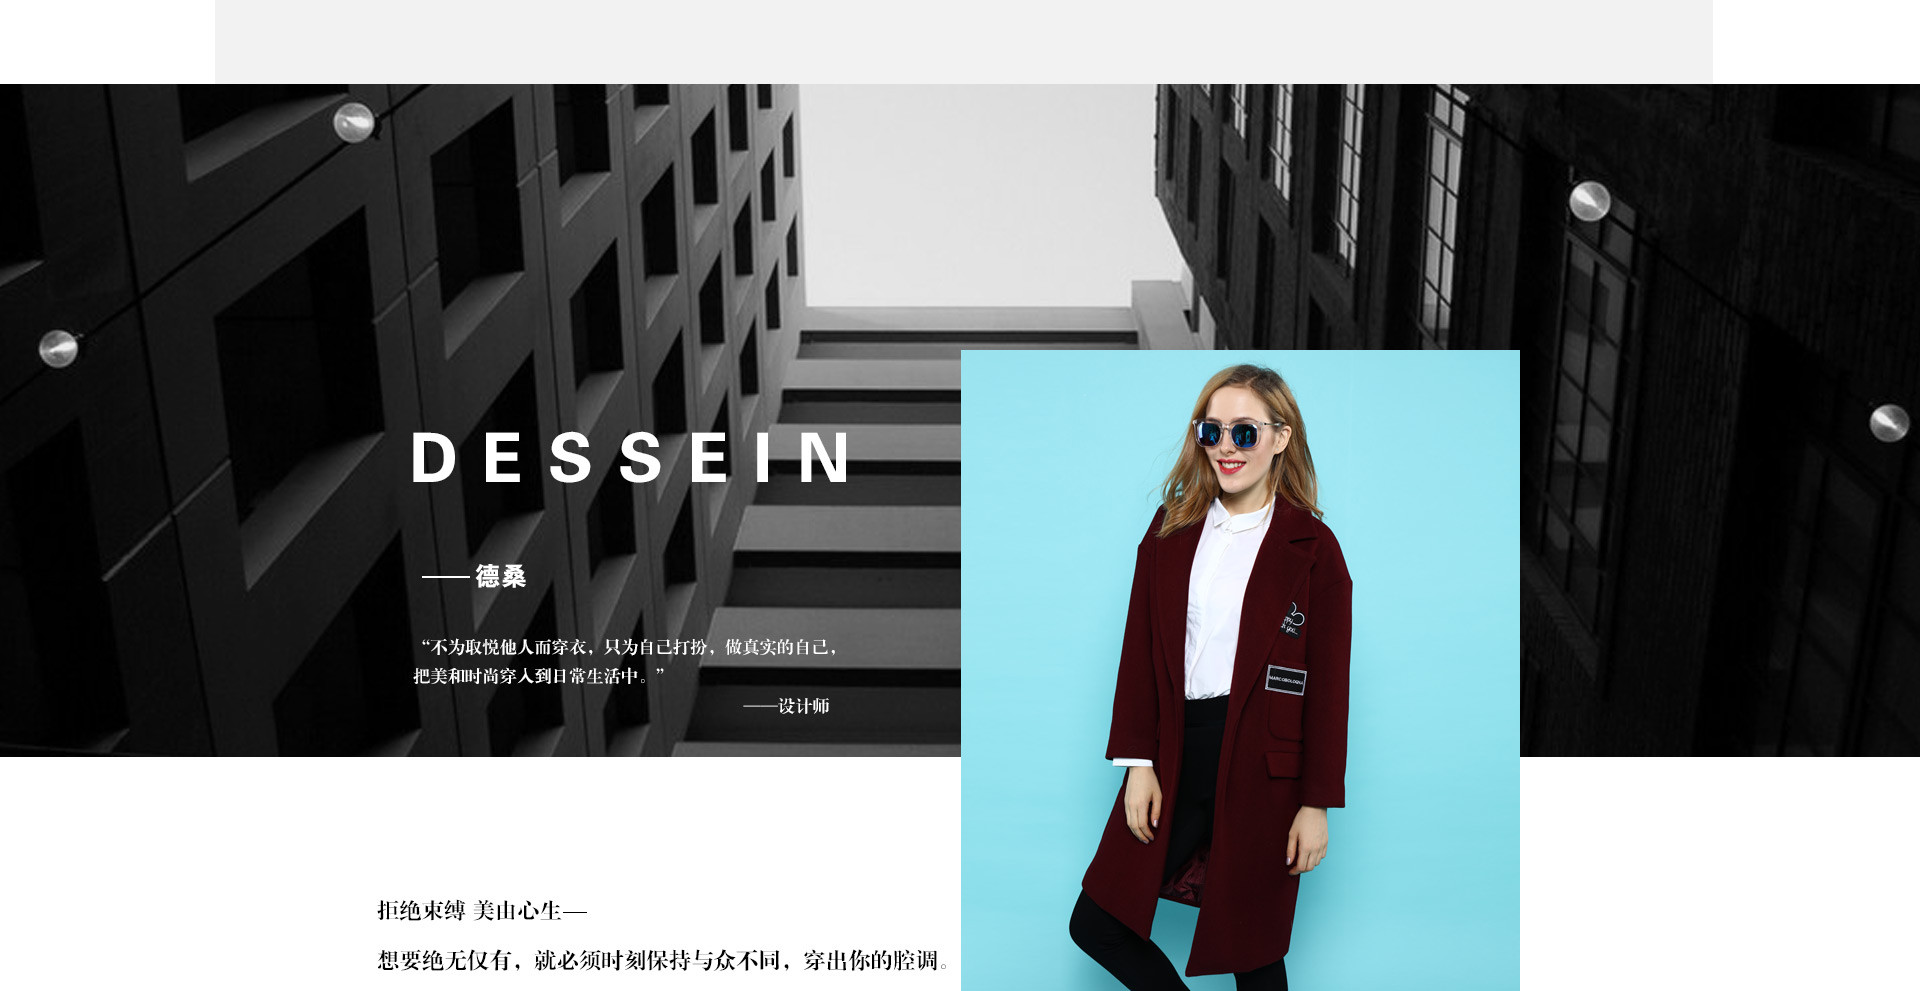 DESSEIN
——德桑
“不为取悦他人而穿衣，只为自己打扮，做真实的自己，
把美和时尚穿入到日常生活中。”
——设计师
MARCOBOLOGNA
拒绝束缚 美由心生—
想要绝无仅有，就必须时刻保持与众不同，穿出你的腔调。